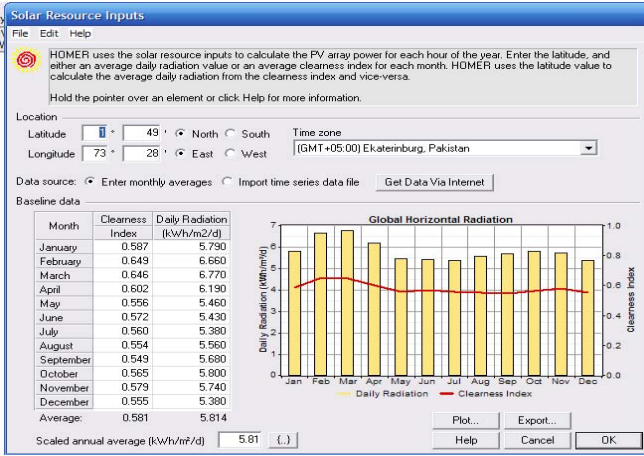 Solar Resource Inputs
File Edit Help
HOMER uses the solar resource inputs to calculate the PV array power for each hour of the year. Enter the latitude, and
either an average daily radiation value or an average clearness index for each month. HOMER uses the latitude value to
calculate the average daily radiation from the clearness index and vice-versa.
Hold the pointer over an element or click Help for more information.
Location
Latitude 1 ° 49 ' North South Time zone
Longitude 73 ° 28 ' East West (GMT+05:00) Ekaterinburg, Pakistan
Data source: Enter monthly averages Import time series data file Get Data Via Internet
Baseline data
Month Clearness Index Daily Radiation (kWh/m2/d)
January 0.587 5.790
February 0.649 6.660
March 0.646 6.770
April 0.602 6.190
May 0.556 5.460
June 0.572 5.430
July 0.560 5.380
August 0.554 5.560
September 0.549 5.680
October 0.565 5.800
November 0.579 5.740
December 0.555 5.380
Average: 0.581 5.814
Scaled annual average (kWh/m²/d) 5.81 {..}
Global Horizontal Radiation
Daily Radiation (kWh/m²/d)
7
6
5
4
3
2
1
0
Clearness Index
1.0
0.8
0.6
0.4
0.2
0.0
Jan Feb Mar Apr May Jun Jul Aug Sep Oct Nov Dec
Daily Radiation Clearness Index
Plot... Export...
Help Cancel OK